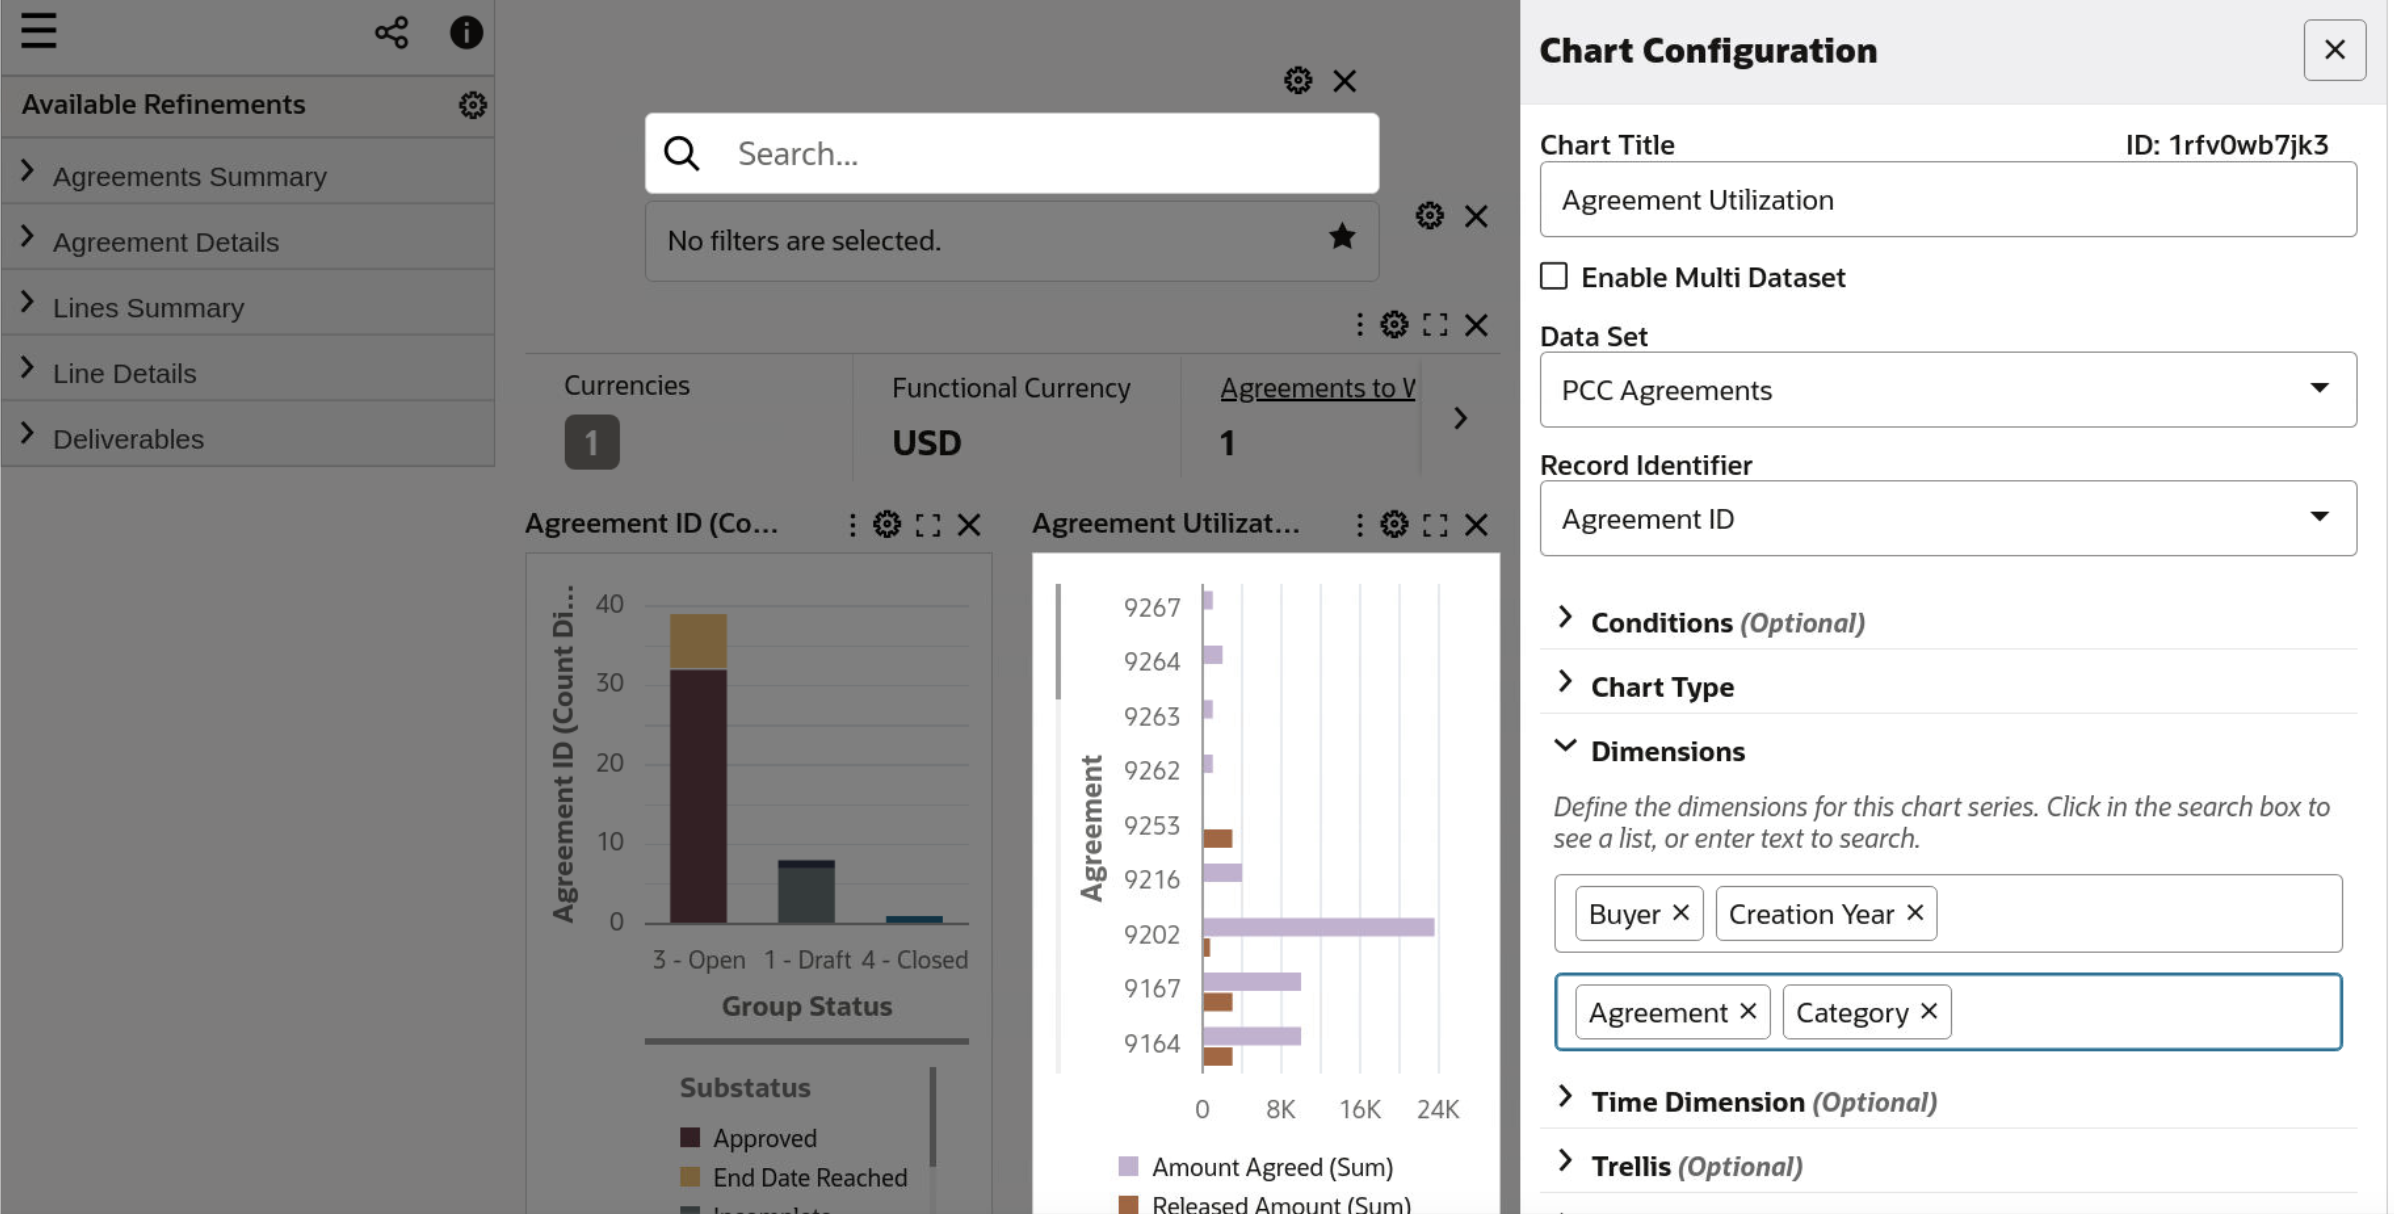 Available Refinements
Agreements Summary
Agreement Details
Lines Summary
Line Details
Deliverables
Search...
No filters are selected.
Currencies
1
Functional Currency
USD
Agreements to
1
Agreement ID (Co...
Agreement ID (Count Di...
40
30
20
10
0
3 - Open 1 - Draft 4 - Closed
Group Status
Substatus
Approved
End Date Reached
Incomplete
Agreement Utilizat...
Agreement
9267
9264
9263
9262
9253
9216
9202
9167
9164
0 8K 16K 24K
Amount Agreed (Sum)
Released Amount (Sum)
Chart Configuration
Chart Title ID: 1rfv0wb7jk3
Agreement Utilization
Enable Multi Dataset
Data Set
PCC Agreements
Record Identifier
Agreement ID
Conditions (Optional)
Chart Type
Dimensions
Define the dimensions for this chart series. Click in the search box to
see a list, or enter text to search.
Buyer Creation Year
Agreement Category
Time Dimension (Optional)
Trellis (Optional)